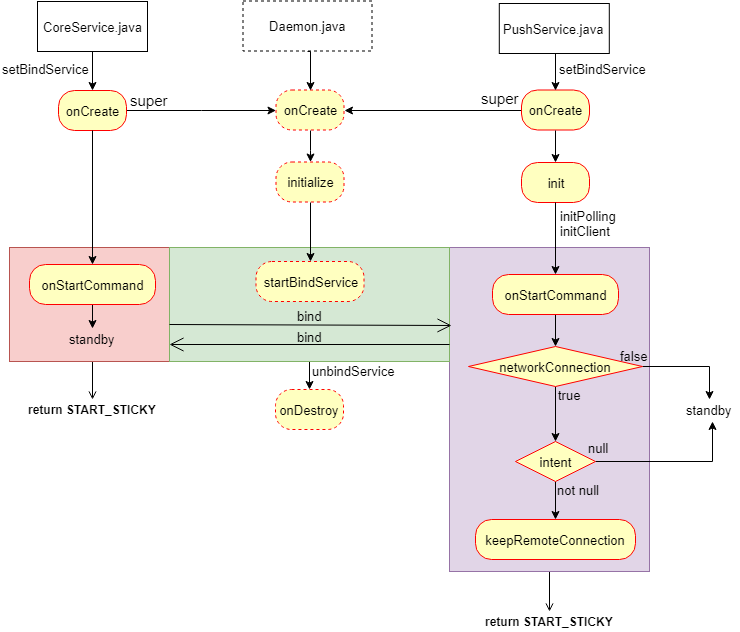 CoreService.java
Daemon.java
PushService.java
setBindService
setBindService
onCreate
super
onCreate
super
onCreate
initialize
init
initPolling
initClient
onStartCommand
startBindService
onStartCommand
standby
bind
bind
networkConnection
false
unbindService
true
return START_STICKY
onDestroy
standby
null
intent
not null
keepRemoteConnection
return START_STICKY